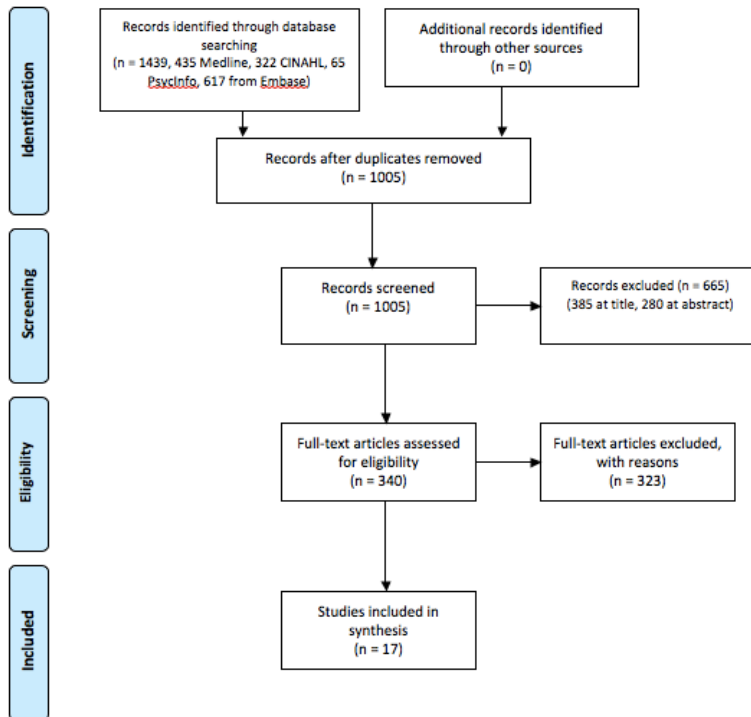 Identification
Records identified through database
searching
(n = 1439, 435 Medline, 322 CINAHL, 65
PsycInfo, 617 from Embase)
Additional records identified
through other sources
(n = 0)
Records after duplicates removed
(n = 1005)
Screening
Records screened
(n = 1005)
Records excluded (n = 665)
(385 at title, 280 at abstract)
Eligibility
Full-text articles assessed
for eligibility
(n = 340)
Full-text articles excluded,
with reasons
(n = 323)
Included
Studies included in
synthesis
(n = 17)